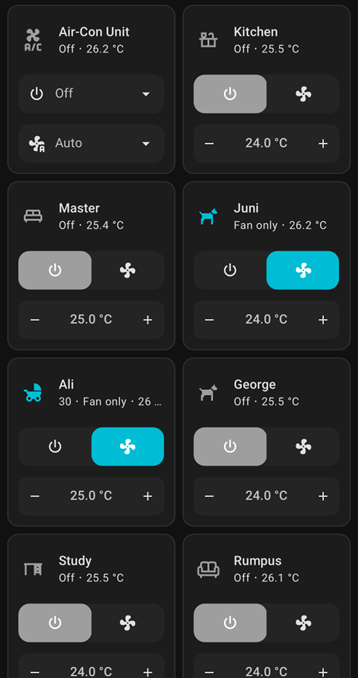 Air-Con Unit
Off · 26.2 °C
A/C
Off
A
Auto
Kitchen
Off · 25.5 °C
− 24.0 °C +
Master
Off · 25.4 °C
− 25.0 °C +
Juni
Fan only · 26.2 °C
− 24.0 °C +
Ali
30 · Fan only · 26 ...
− 25.0 °C +
George
Off · 25.5 °C
− 24.0 °C +
Study
Off · 25.5 °C
− 24.0 °C +
Rumpus
Off · 26.1 °C
− 24.0 °C +